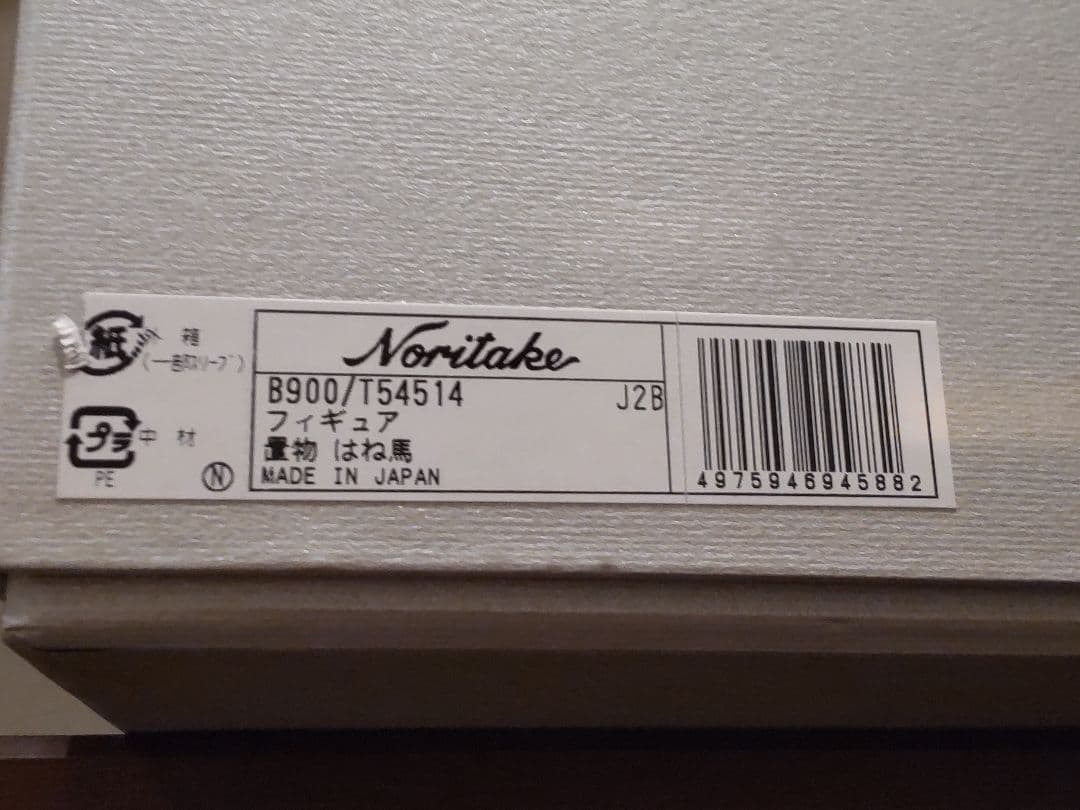 紙
箱
(一部スリーブ)
プラ
中 材
PE
N
Noritake
B900/T54514 J2B
フィギュア
置物 はね馬
MADE IN JAPAN
4975946945882